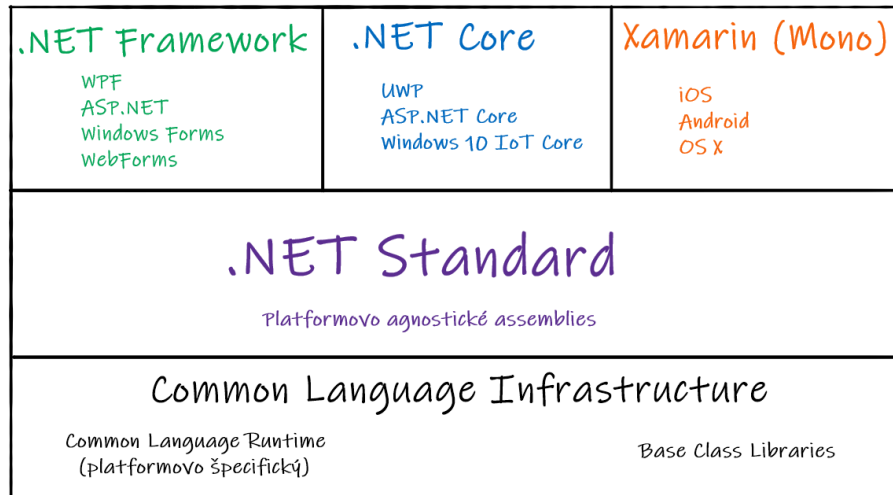 .NET Framework
WPF
ASP.NET
Windows Forms
WebForms
.NET Core
UWP
ASP.NET Core
Windows 10 IoT Core
Xamarin (Mono)
iOS
Android
OS X
.NET Standard
Platformovo agnostické assemblies
Common Language Infrastructure
Common Language Runtime
(platformovo špecifický)
Base Class Libraries